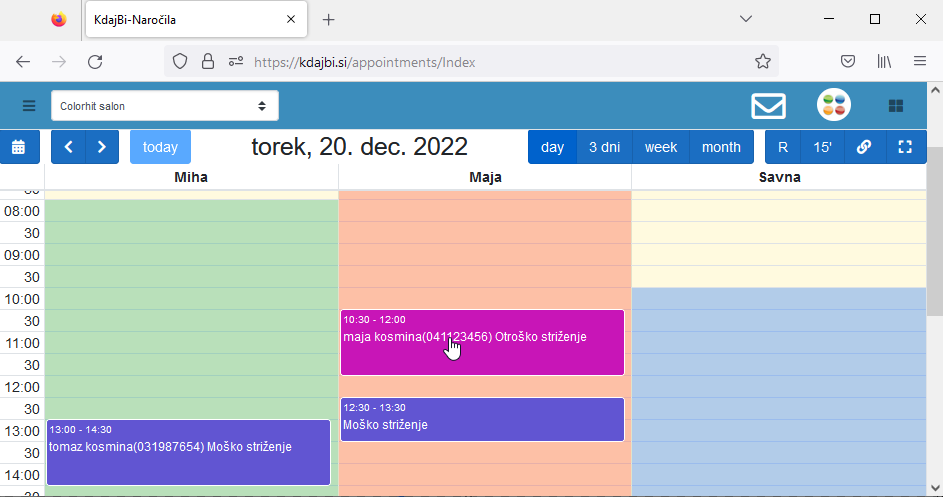 KdajBi-Naročila
https://kdajbi.si/appointments/Index
Colorhit salon
today
torek, 20. dec. 2022
day
3 dni
week
month
R
15'
Miha
Maja
Savna
30
08:00
30
09:00
30
10:00
30
11:00
30
12:00
30
13:00
30
14:00
30
10:30 - 12:00
maja kosmina(041123456) Otroško striženje
12:30 - 13:30
Moško striženje
13:00 - 14:30
tomaz kosmina(031987654) Moško striženje